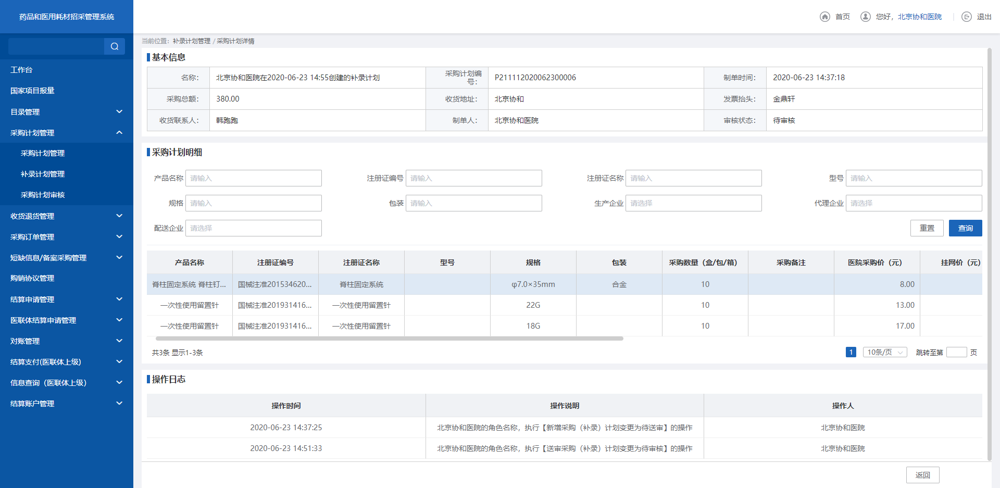 药品和医用耗材招采管理系统
首页
您好，北京协和医院
退出
工作台
国家项目报量
目录管理
采购计划管理
采购计划管理
补录计划管理
采购计划审核
收货退货管理
采购订单管理
短缺信息/备案采购管理
购销协议管理
结算申请管理
医联体结算申请管理
对账管理
结算支付(医联体上级)
信息查询（医联体上级）
结算账户管理
当前位置：补录计划管理 / 采购计划详情
基本信息
名称： 北京协和医院在2020-06-23 14:55创建的补录计划
采购计划编号： P211112020062300006
制单时间： 2020-06-23 14:37:18
采购总额： 380.00
收货地址： 北京协和
发票抬头： 金鼎轩
收货联系人： 韩跑跑
制单人： 北京协和医院
审核状态： 待审核
采购计划明细
产品名称 请输入 注册证编号 请输入 注册证名称 请输入 型号 请输入
规格 请输入 包装 请输入 生产企业 请选择 代理企业 请选择
配送企业 请选择 重置 查询
产品名称 注册证编号 注册证名称 型号 规格 包装 采购数量（盒/包/箱） 采购备注 医院采购价（元） 挂网价（元）
脊柱固定系统 脊柱钉... 国械注准201534620... 脊柱固定系统 φ7.0×35mm 合金 10 8.00
一次性使用留置针 国械注准201931416... 一次性使用留置针 22G 10 13.00
一次性使用留置针 国械注准201931416... 一次性使用留置针 18G 10 17.00
共3条 显示1-3条 1 10条/页 跳转至第 页
操作日志
操作时间 操作说明 操作人
2020-06-23 14:37:25 北京协和医院的角色名称，执行【新增采购（补录）计划变更为待送审】的操作 北京协和医院
2020-06-23 14:51:33 北京协和医院的角色名称，执行【送审采购（补录）计划变更为待审核】的操作 北京协和医院
返回